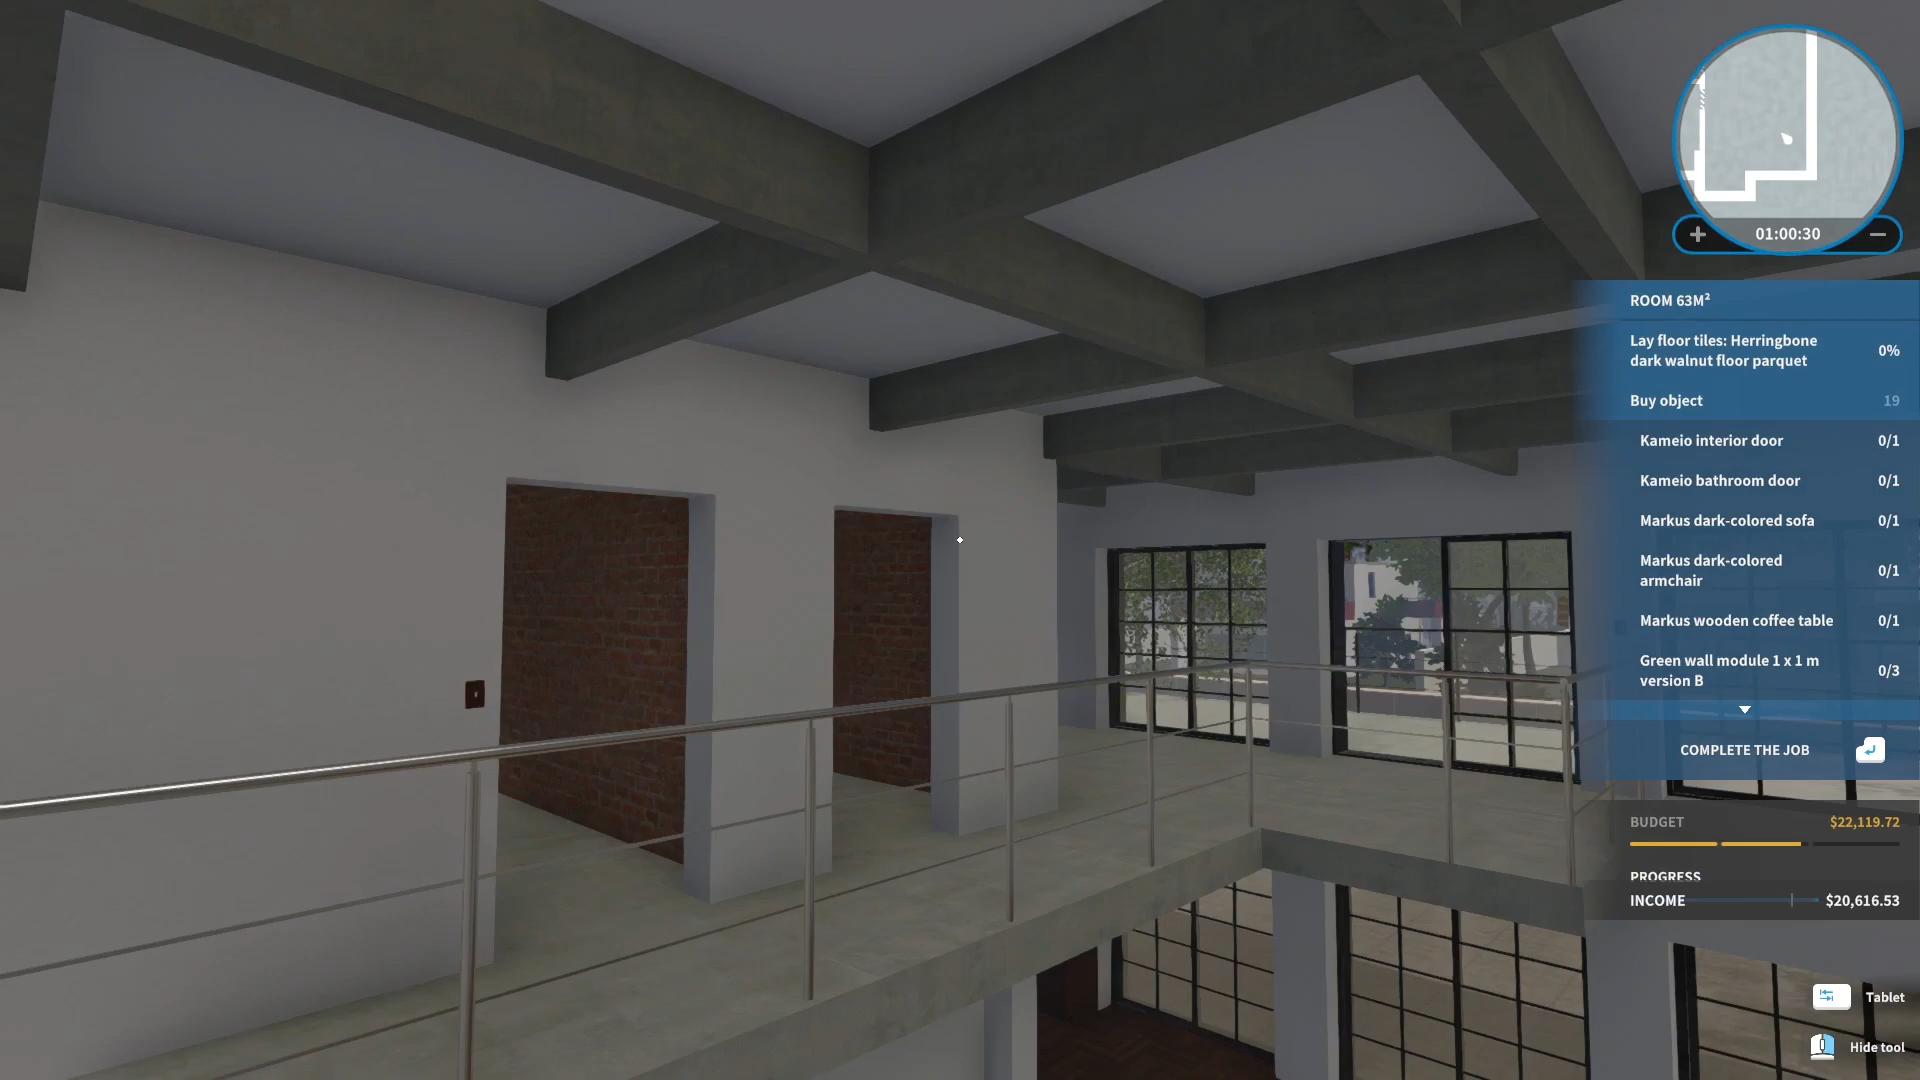 01:00:30
ROOM 63M²
Lay floor tiles: Herringbone
dark walnut floor parquet
0%
Buy object
19
Kameio interior door
0/1
Kameio bathroom door
0/1
Markus dark-colored sofa
0/1
Markus dark-colored
armchair
0/1
Markus wooden coffee table
0/1
Green wall module 1 x 1 m
version B
0/3
COMPLETE THE JOB
BUDGET
$22,119.72
PROGRESS
INCOME
$20,616.53
Tablet
Hide tool